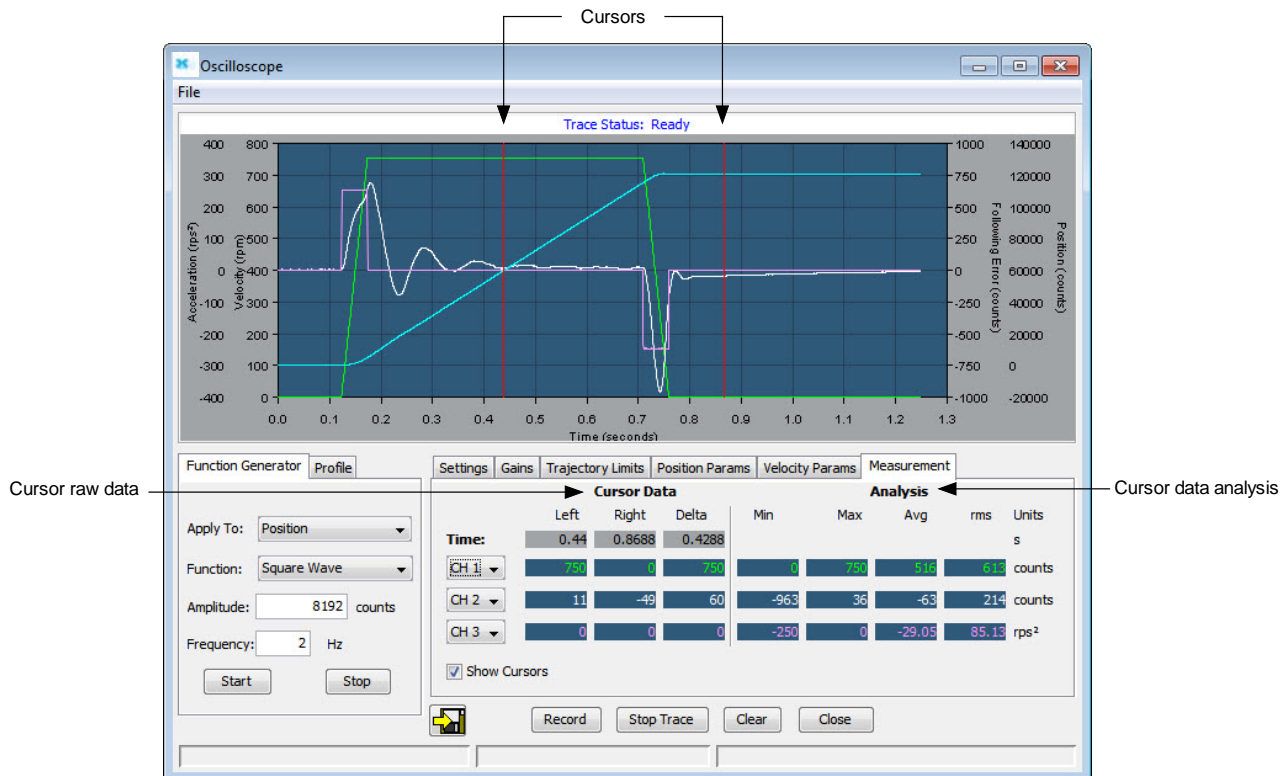 Cursors
Oscilloscope
File
Trace Status: Ready
400 800 1000 140000
300 700 750 120000
200 600 500 100000
100 500 250 80000
0 400 0 60000
-100 300 -250 40000
-200 200 -500 20000
-300 100 -750 0
-400 0 -1000 -20000
Acceleration (rps²)
Velocity (rpm)
Following Error (counts)
Position (counts)
0.0 0.1 0.2 0.3 0.4 0.5 0.6 0.7 0.8 0.9 1.0 1.1 1.2 1.3
Time (seconds)
Function Generator Profile
Settings Gains Trajectory Limits Position Params Velocity Params Measurement
Cursor raw data
Cursor Data Analysis
Cursor data analysis
Left Right Delta Min Max Avg rms Units
Time: 0.44 0.8688 0.4288 s
CH 1 750 0 750 0 750 516 613 counts
CH 2 11 -49 60 -963 36 -63 214 counts
CH 3 0 0 0 -250 0 -29.05 85.13 rps²
Show Cursors
Apply To: Position
Function: Square Wave
Amplitude: 8192 counts
Frequency: 2 Hz
Start Stop
Record Stop Trace Clear Close